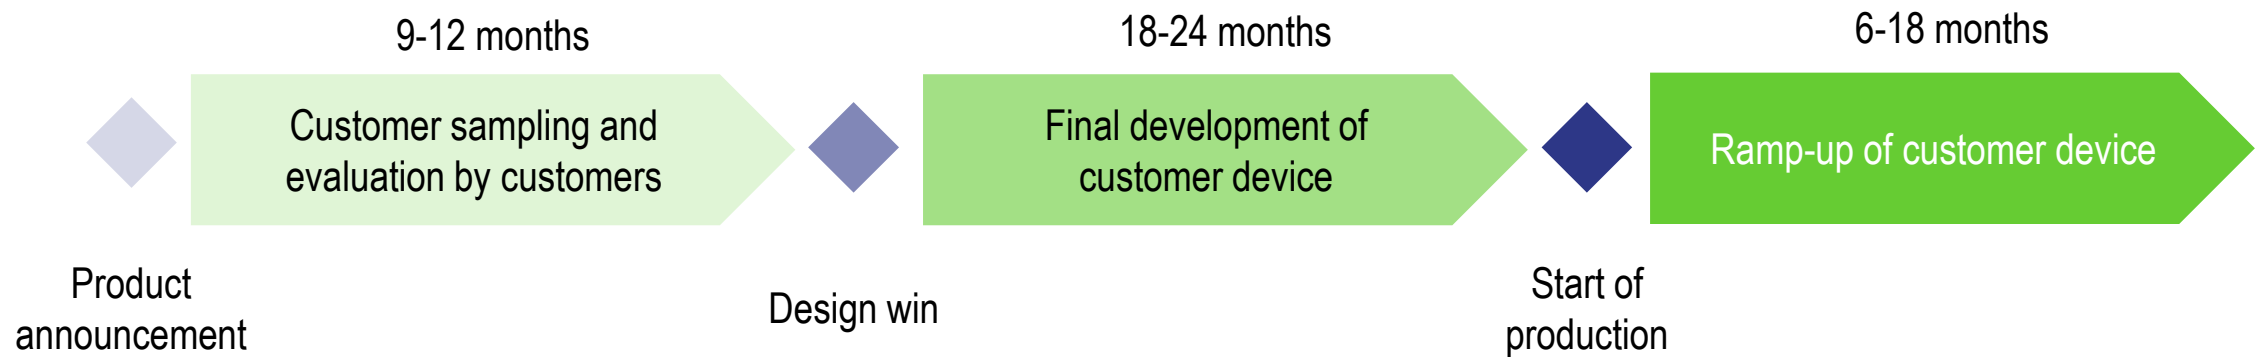 9-12 months
18-24 months
6-18 months
Customer sampling and
evaluation by customers
Final development of
customer device
Ramp-up of customer device
Product
announcement
Design win
Start of
production